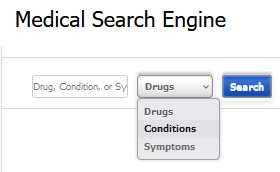 Medical Search Engine
Drug, Condition, or Sy Drugs Search
Drugs
Conditions
Symptoms